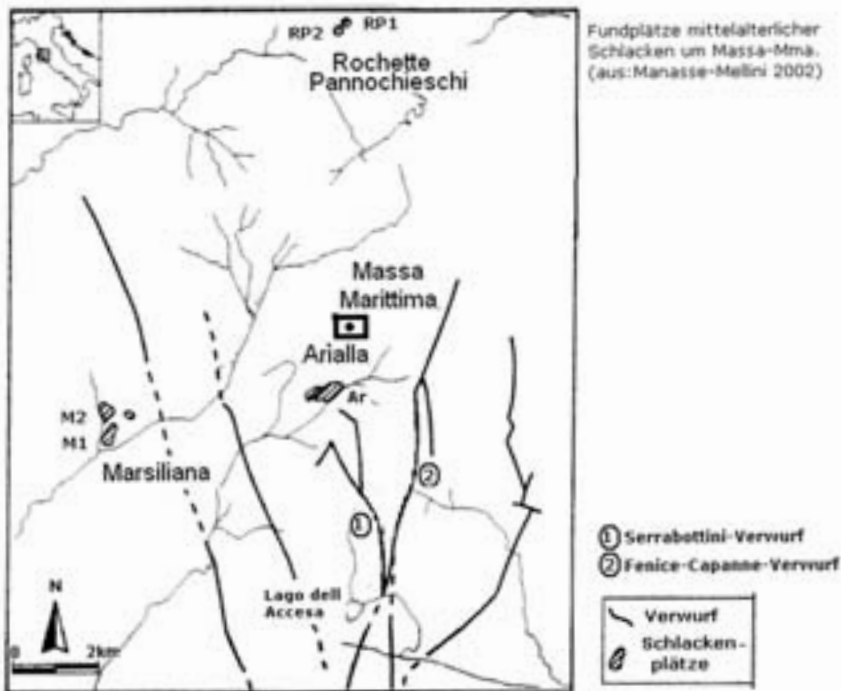 RP1
RP2
Rochette
Pannochieschi
Fundplätze mittelalterlicher
Schlacken um Massa-Mma.
(aus:Manasse-Mellini 2002)
Massa
Marittima
Arialla
Ar
M2
M1
Marsiliana
2
1
Lago dell
Accesa
N
0 2km
1 Serrabottini-Verwurf
2 Fenice-Capanne-Verwurf
Verwurf
Schlacken-
plätze